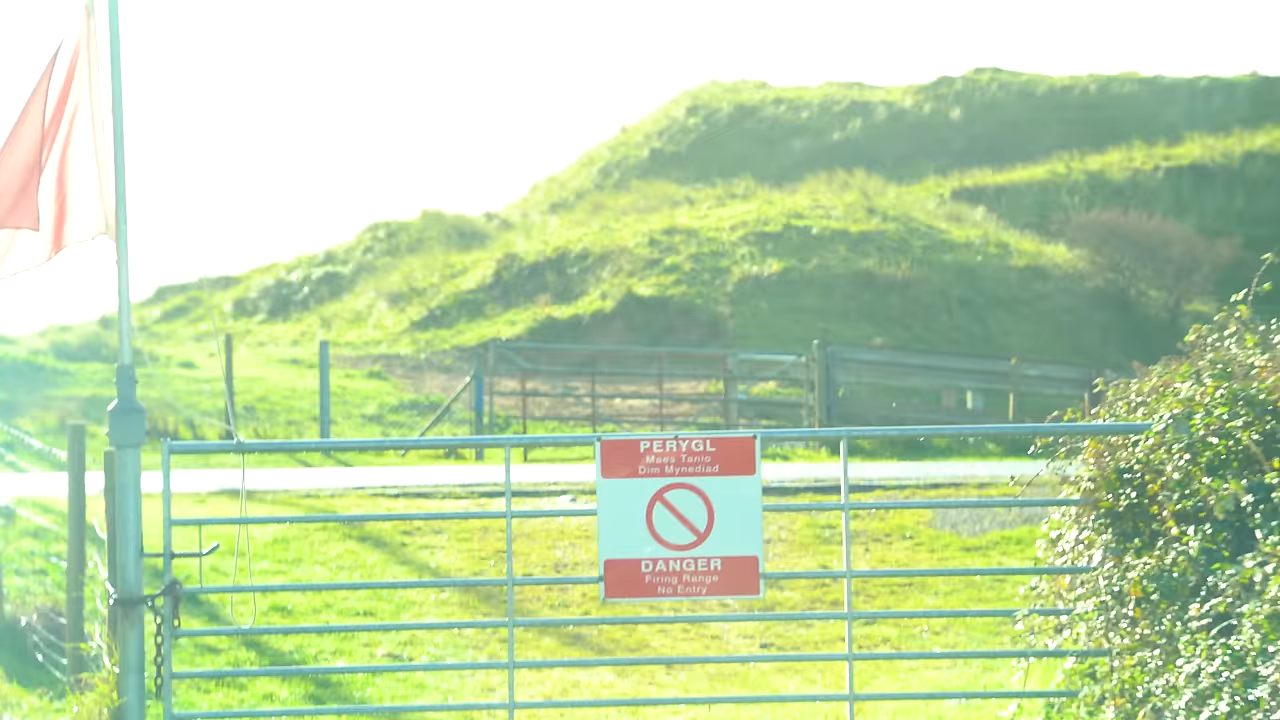 PERYGL
Maes Tanio
Dim Mynediad
DANGER
Firing Range
No Entry